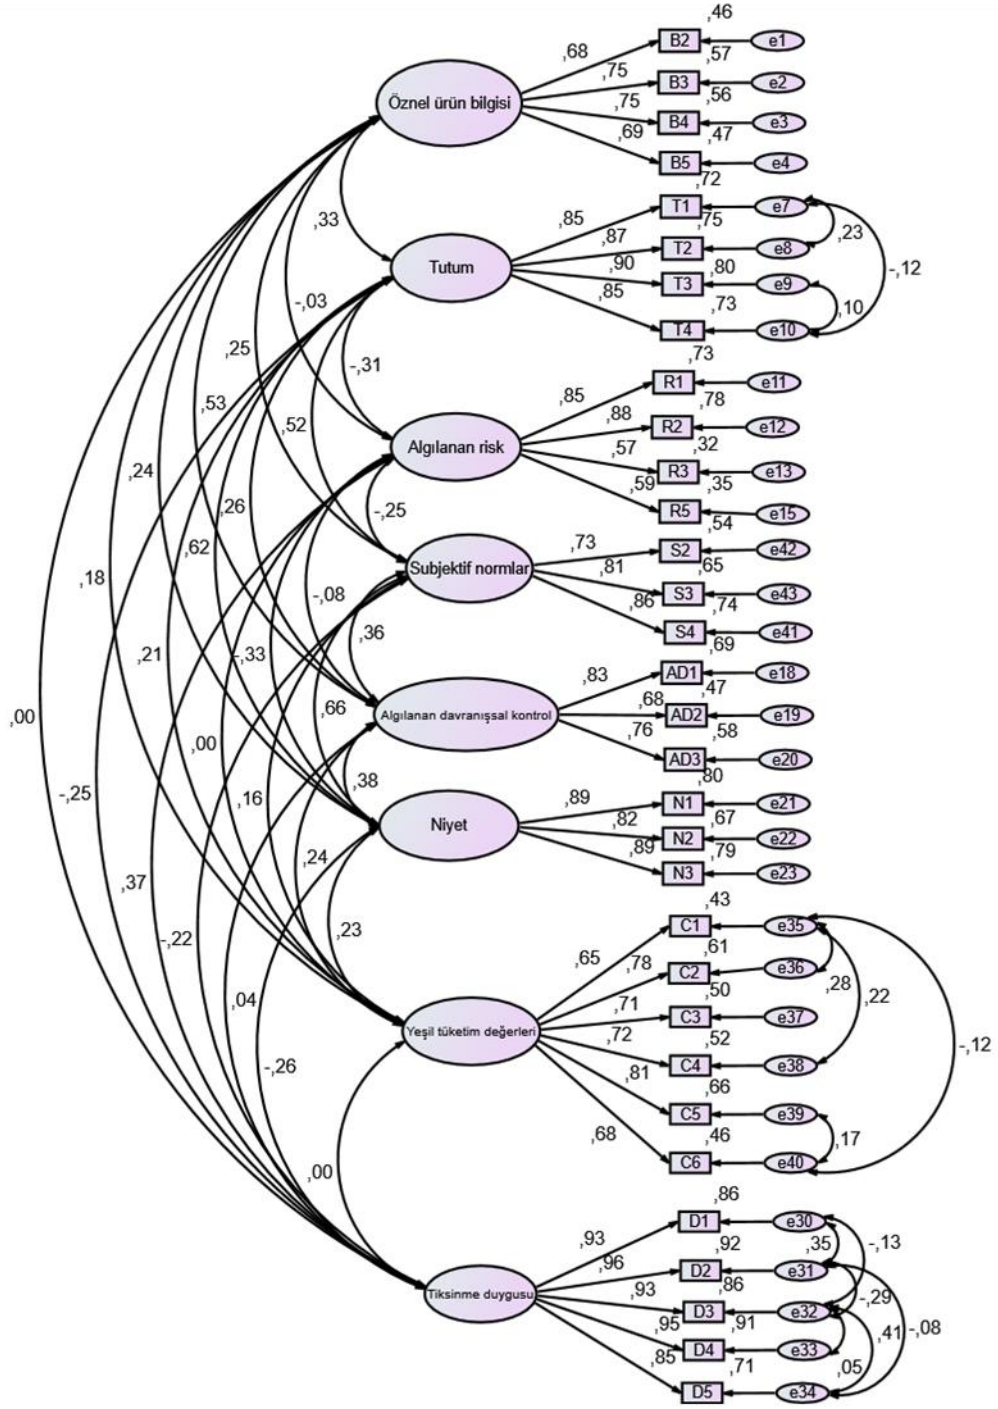 ,46
,68
B2
e1
,57
,75
B3
e2
,56
Öznel ürün bilgisi
,75
B4
e3
,47
,69
B5
e4
,72
,85
T1
e7
,75
,33
,87
T2
e8
,23
Tutum
,90
,80
T3
e9
-,12
,85
,73
T4
e10
,10
-,03
,25
-,31
,73
,85
R1
e11
,78
,53
,52
,88
R2
e12
,32
Algılanan risk
,57
R3
e13
,24
,59
,35
,26
-,25
R5
e15
,54
,62
,73
S2
e42
,65
Subjektif normlar
,81
,18
-,08
,86
S3
e43
,74
,36
S4
e41
,69
,21
-,33
,83
AD1
e18
,47
,66
,68
,00
Algılanan davranışsal kontrol
AD2
e19
,58
,00
,76
AD3
e20
,80
-,25
,38
,89
N1
e21
,67
,16
Niyet
,82
N2
e22
,79
,24
,89
N3
e23
,37
,43
-,22
,23
C1
e35
,61
,65
,78
C2
e36
,50
,28
,22
,04
,71
C3
e37
Yeşil tüketim değerleri
,72
,52
-,12
-,26
,81
C4
e38
,66
C5
e39
,68
,46
,17
,00
C6
e40
,86
,93
D1
e30
,92
,35
-,13
,96
D2
e31
,86
Tiksinme duygusu
,93
-,29
,95
D3
e32
,91
,41
-,08
,85
D4
e33
,71
,05
D5
e34